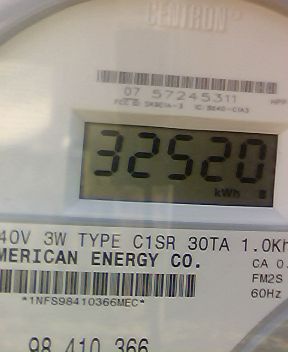 CENTRON®
07 57245311
32520
kWh
40V 3W TYPE C1SR 30TA 1.0Kh
MERICAN ENERGY CO.
CA 0.
FM2S
60Hz
*1NFS98410366MEC*
98 410 366